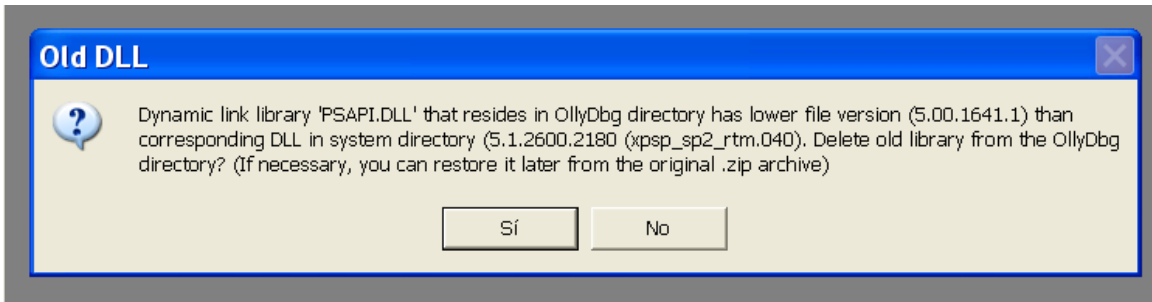 Old DLL
Dynamic link library 'PSAPI.DLL' that resides in OllyDbg directory has lower file version (5.00.1641.1) than
corresponding DLL in system directory (5.1.2600.2180 (xpsp_sp2_rtm.040). Delete old library from the OllyDbg
directory? (If necessary, you can restore it later from the original .zip archive)
Sí No